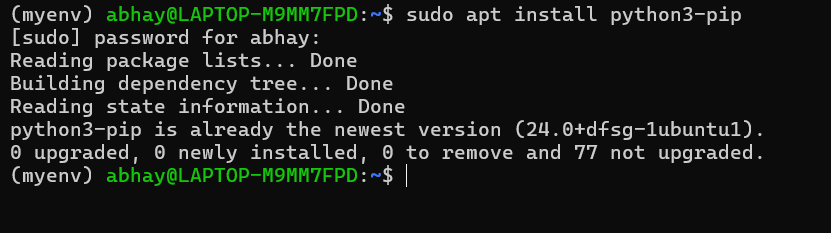 (myenv) abhay@LAPTOP-M9MM7FPD:~$ sudo apt install python3-pip
[sudo] password for abhay:
Reading package lists... Done
Building dependency tree... Done
Reading state information... Done
python3-pip is already the newest version (24.0+dfsg-1ubuntu1).
0 upgraded, 0 newly installed, 0 to remove and 77 not upgraded.
(myenv) abhay@LAPTOP-M9MM7FPD:~$